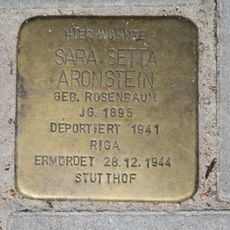 HIER WOHNTE
SARA SETTA
ARONSTEIN
GEB. ROSENBAUM
JG. 1895
DEPORTIERT 1941
RIGA
ERMORDET 28.12.1944
STUTTHOF